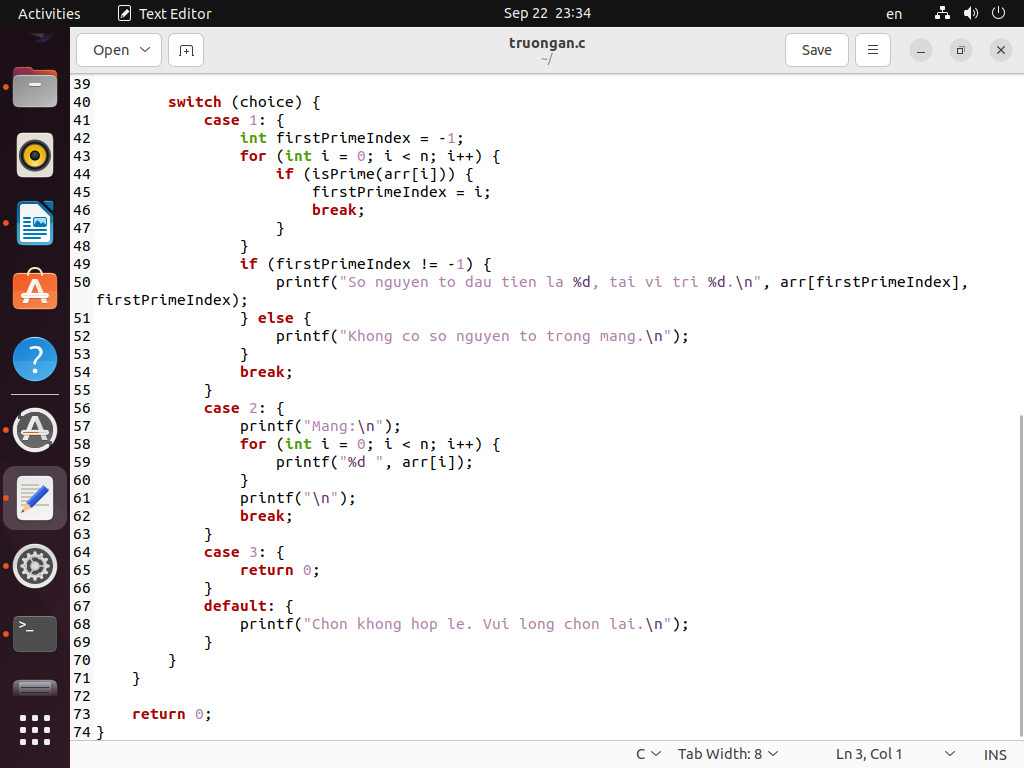 Activities Text Editor Sep 22 23:34 en
Open truongan.c Save
~/
39
40 switch (choice) {
41 case 1: {
42 int firstPrimeIndex = -1;
43 for (int i = 0; i < n; i++) {
44 if (isPrime(arr[i])) {
45 firstPrimeIndex = i;
46 break;
47 }
48 }
49 if (firstPrimeIndex != -1) {
50 printf("So nguyen to dau tien la %d, tai vi tri %d.\n", arr[firstPrimeIndex],
firstPrimeIndex);
51 } else {
52 printf("Khong co so nguyen to trong mang.\n");
53 }
54 break;
55 }
56 case 2: {
57 printf("Mang:\n");
58 for (int i = 0; i < n; i++) {
59 printf("%d ", arr[i]);
60 }
61 printf("\n");
62 break;
63 }
64 case 3: {
65 return 0;
66 }
67 default: {
68 printf("Chon khong hop le. Vui long chon lai.\n");
69 }
70 }
71 }
72
73 return 0;
74 }
C Tab Width: 8 Ln 3, Col 1 INS